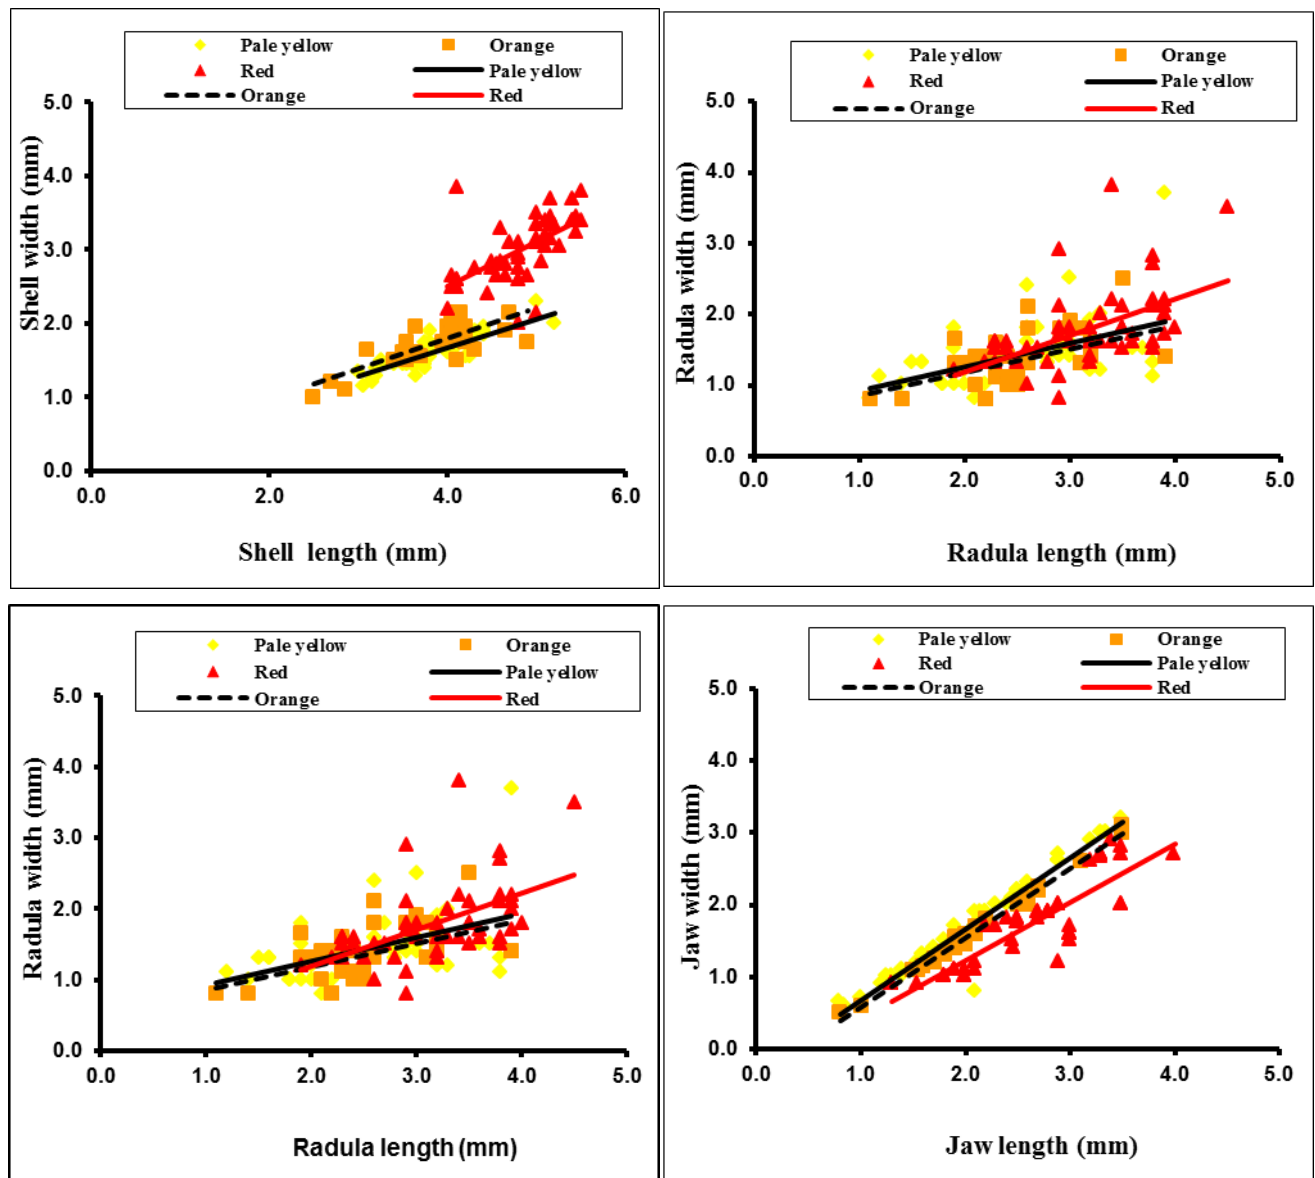 Pale yellow Orange
Red Pale yellow
Orange Red
5.0
4.0
3.0
2.0
1.0
0.0
0.0 2.0 4.0 6.0
Shell width (mm)
Shell length (mm)
Pale yellow Orange
Red Pale yellow
Orange Red
5.0
4.0
3.0
2.0
1.0
0.0
0.0 1.0 2.0 3.0 4.0 5.0
Radula width (mm)
Radula length (mm)
Pale yellow Orange
Red Pale yellow
Orange Red
5.0
4.0
3.0
2.0
1.0
0.0
0.0 1.0 2.0 3.0 4.0 5.0
Radula width (mm)
Radula length (mm)
Pale yellow Orange
Red Pale yellow
Orange Red
5.0
4.0
3.0
2.0
1.0
0.0
0.0 1.0 2.0 3.0 4.0 5.0
Jaw width (mm)
Jaw length (mm)